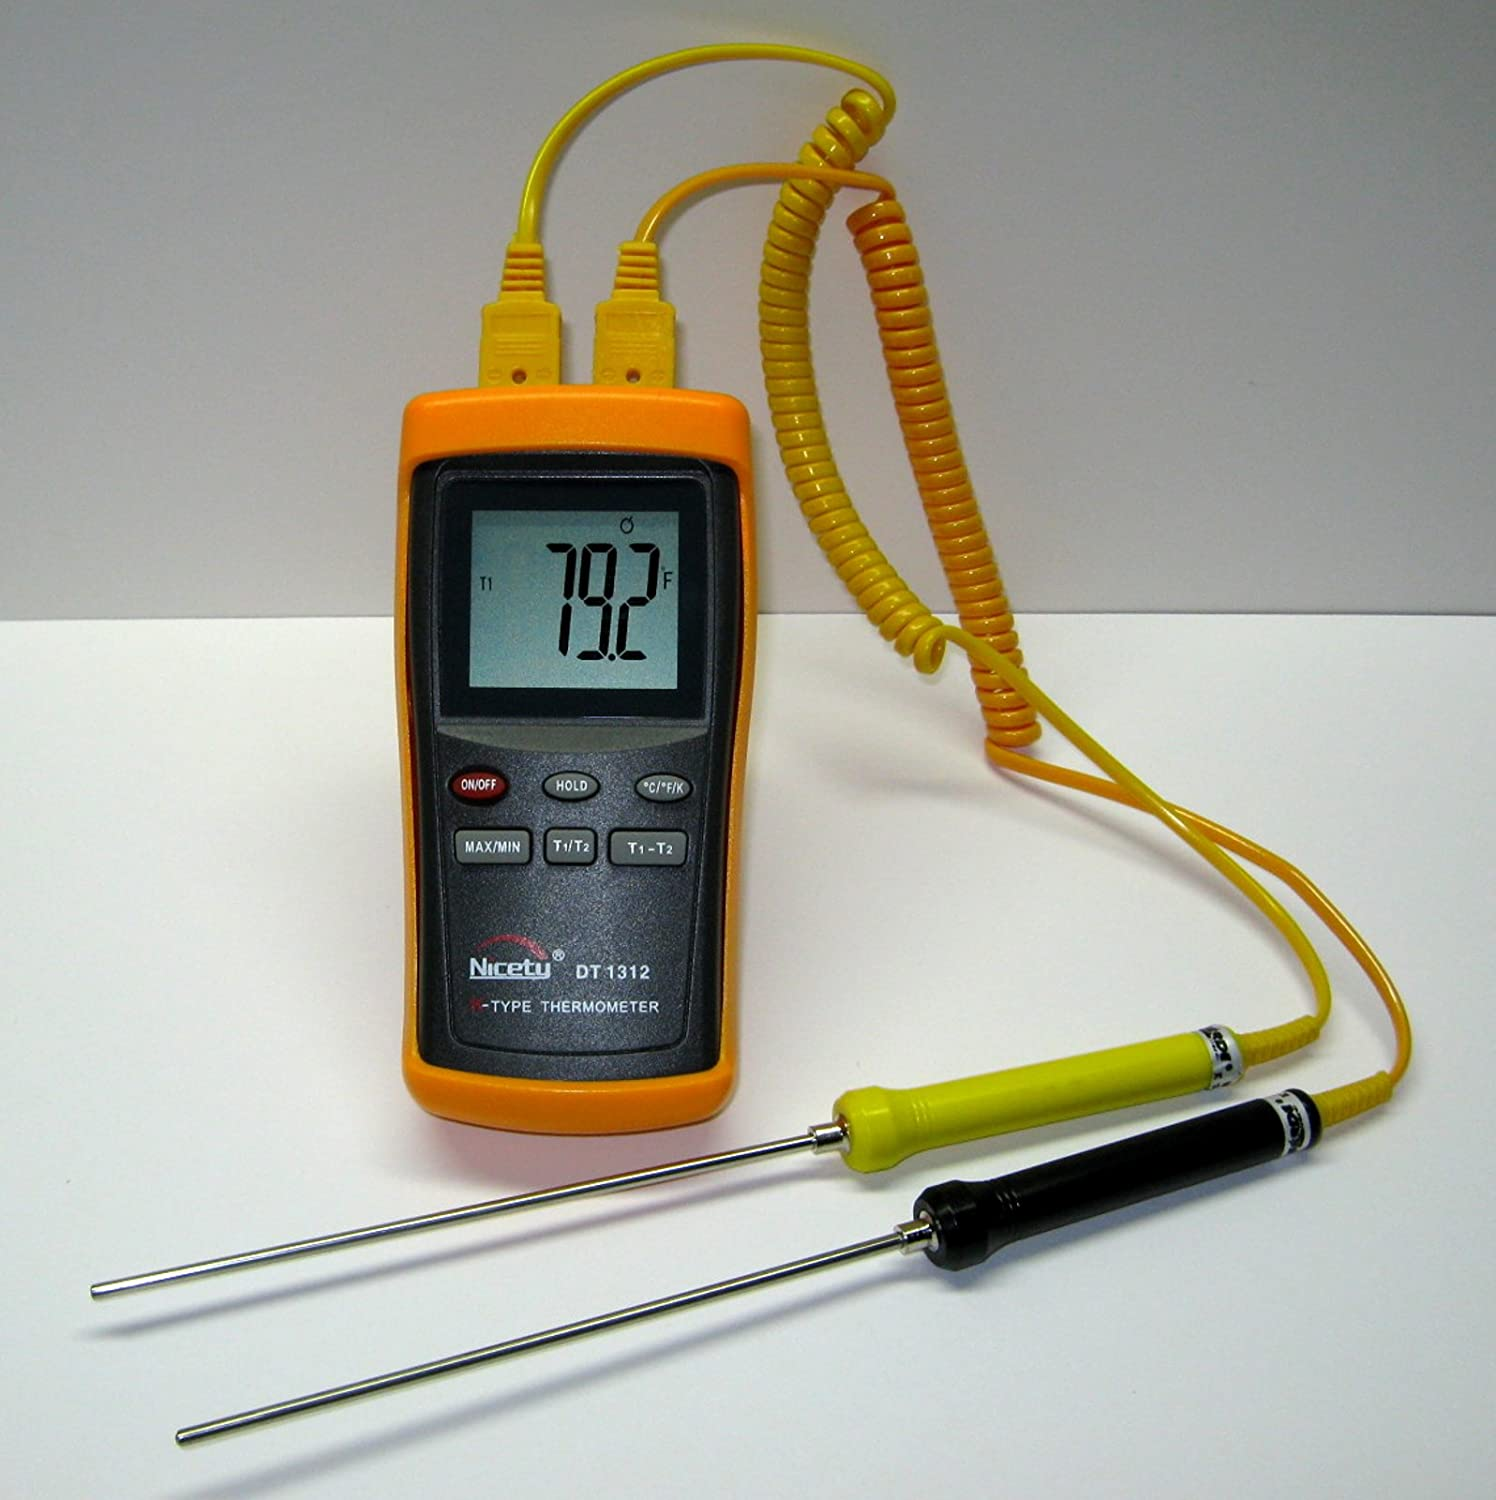 T1 79.2 °F
ON/OFF HOLD °C/°F/K
MAX/MIN T1/T2 T1-T2
Nicety® DT 1312
K-TYPE THERMOMETER